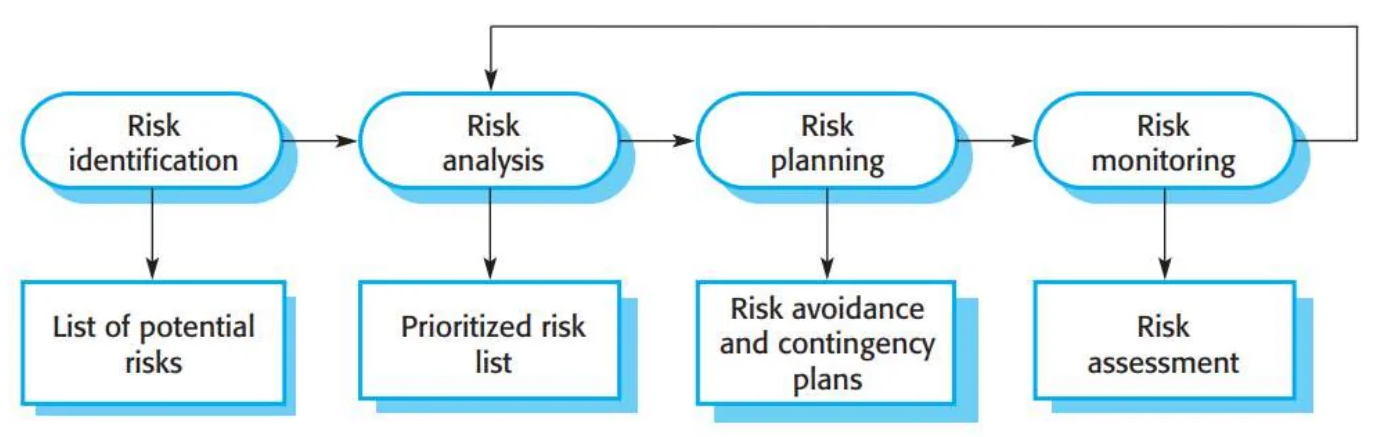 Risk
identification
Risk
analysis
Risk
planning
Risk
monitoring
List of potential
risks
Prioritized risk
list
Risk avoidance
and contingency
plans
Risk
assessment